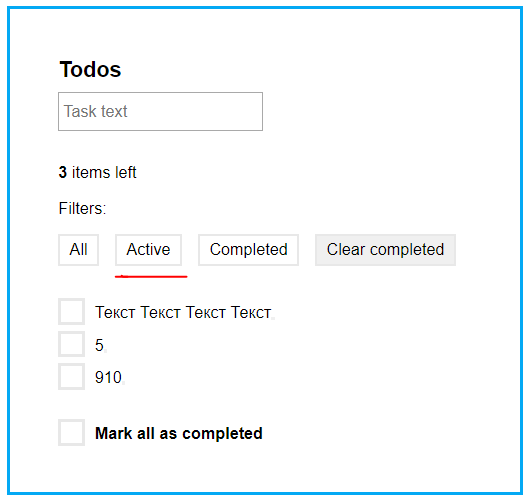 Todos
Task text
3 items left
Filters:
All Active Completed Clear completed
Текст Текст Текст Текст
5
910
Mark all as completed